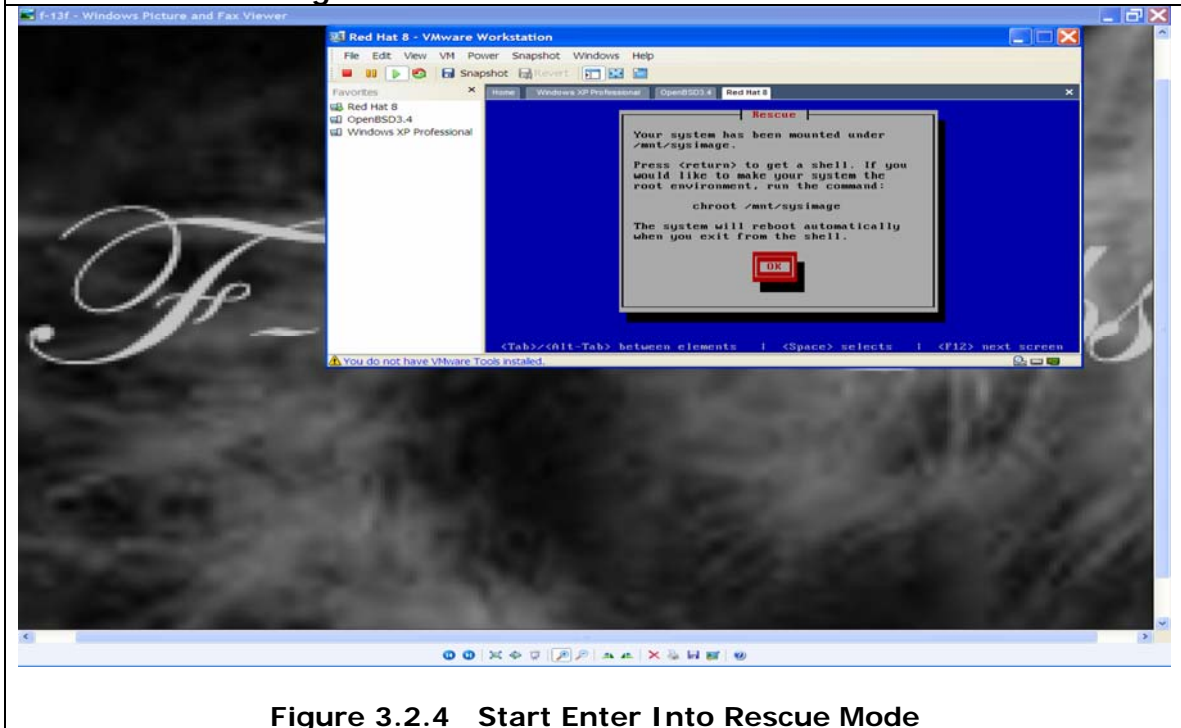 f-13f - Windows Picture and Fax Viewer
Red Hat 8 - VMware Workstation
File Edit View VM Power Snapshot Windows Help
Snapshot Revert
Favorites
Home Windows XP Professional OpenBSD3.4 Red Hat 8
Red Hat 8
OpenBSD3.4
Windows XP Professional
Rescue
Your system has been mounted under
/mnt/sysimage.
Press <return> to get a shell. If you
would like to make your system the
root environment, run the command:
chroot /mnt/sysimage
The system will reboot automatically
when you exit from the shell.
OK
<Tab>/<Alt-Tab> between elements | <Space> selects | <F12> next screen
You do not have VMware Tools installed.
Figure 3.2.4 Start Enter Into Rescue Mode